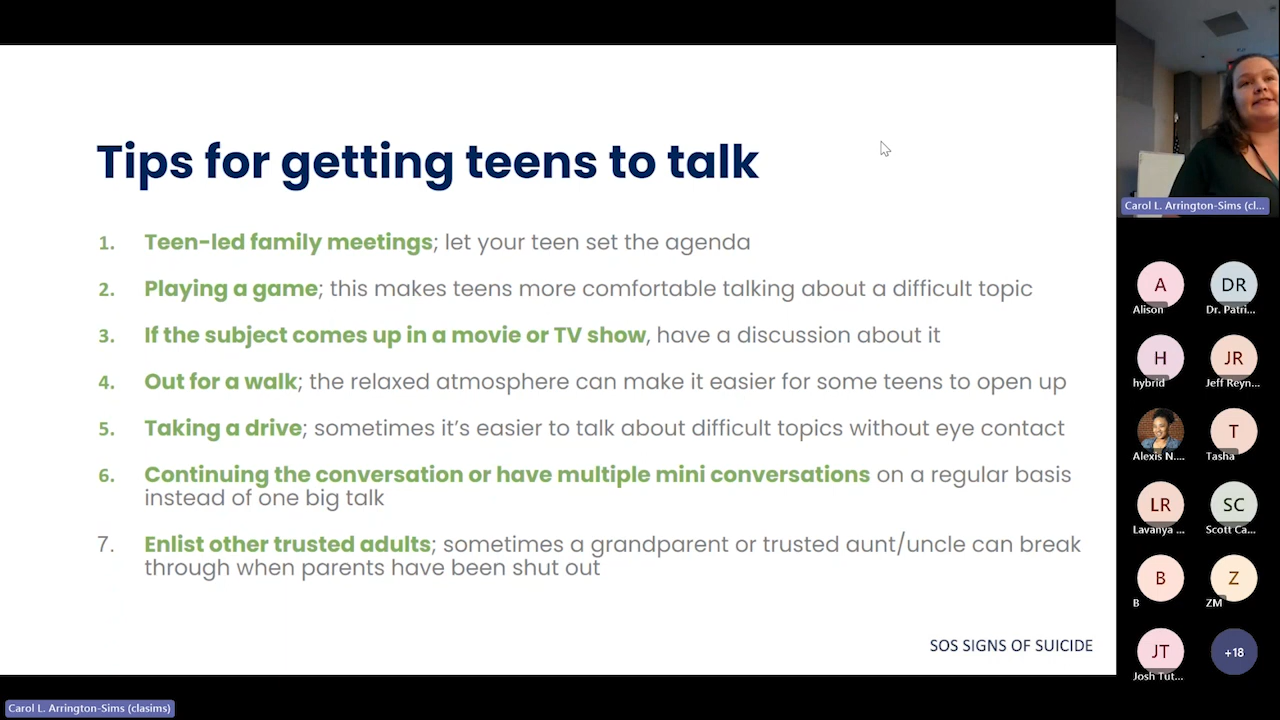 Tips for getting teens to talk
1. Teen-led family meetings; let your teen set the agenda
2. Playing a game; this makes teens more comfortable talking about a difficult topic
3. If the subject comes up in a movie or TV show, have a discussion about it
4. Out for a walk; the relaxed atmosphere can make it easier for some teens to open up
5. Taking a drive; sometimes it's easier to talk about difficult topics without eye contact
6. Continuing the conversation or have multiple mini conversations on a regular basis
instead of one big talk
7. Enlist other trusted adults; sometimes a grandparent or trusted aunt/uncle can break
through when parents have been shut out
SOS SIGNS OF SUICIDE
Carol L. Arrington-Sims (clasims)
Carol L. Arrington-Sims (cl...
A DR
Alison Dr. Patri...
H JR
hybrid Jeff Reyn...
T
Alexis N.... Tasha
LR SC
Lavanya ... Scott Ca...
B Z
B ZM
JT +18
Josh Tut...